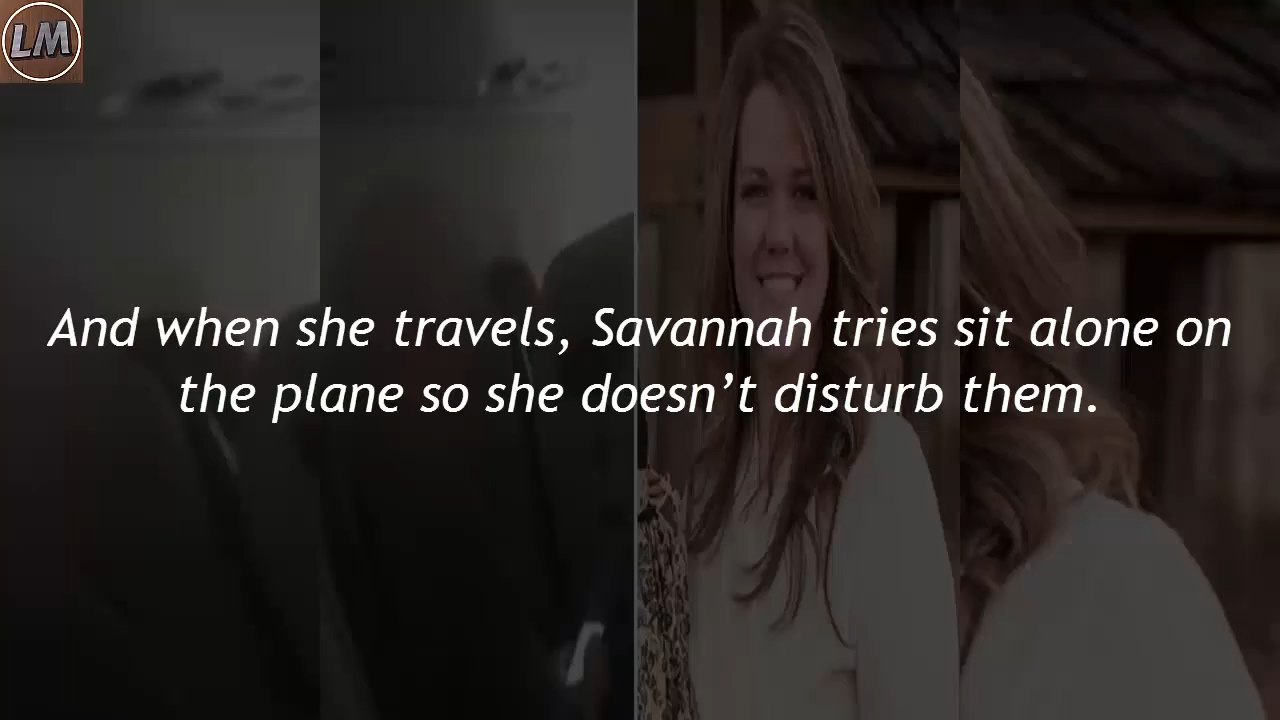 LM
And when she travels, Savannah tries sit alone on
the plane so she doesn’t disturb them.